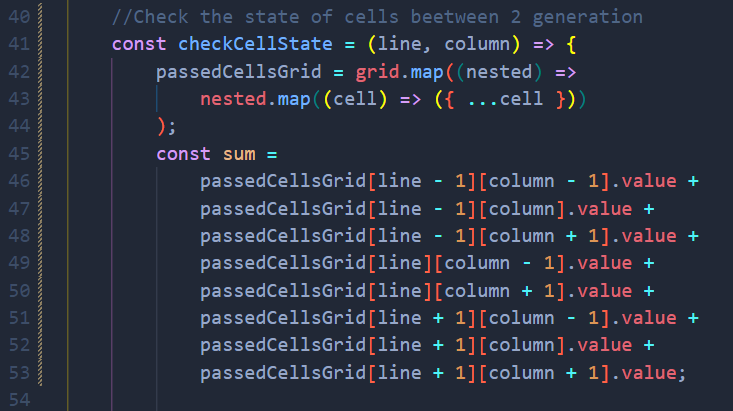 40 //Check the state of cells beetween 2 generation
41 const checkCellState = (line, column) => {
42 passedCellsGrid = grid.map((nested) =>
43 nested.map((cell) => ({ ...cell }))
44 );
45 const sum =
46 passedCellsGrid[line - 1][column - 1].value +
47 passedCellsGrid[line - 1][column].value +
48 passedCellsGrid[line - 1][column + 1].value +
49 passedCellsGrid[line][column - 1].value +
50 passedCellsGrid[line][column + 1].value +
51 passedCellsGrid[line + 1][column - 1].value +
52 passedCellsGrid[line + 1][column].value +
53 passedCellsGrid[line + 1][column + 1].value;
54